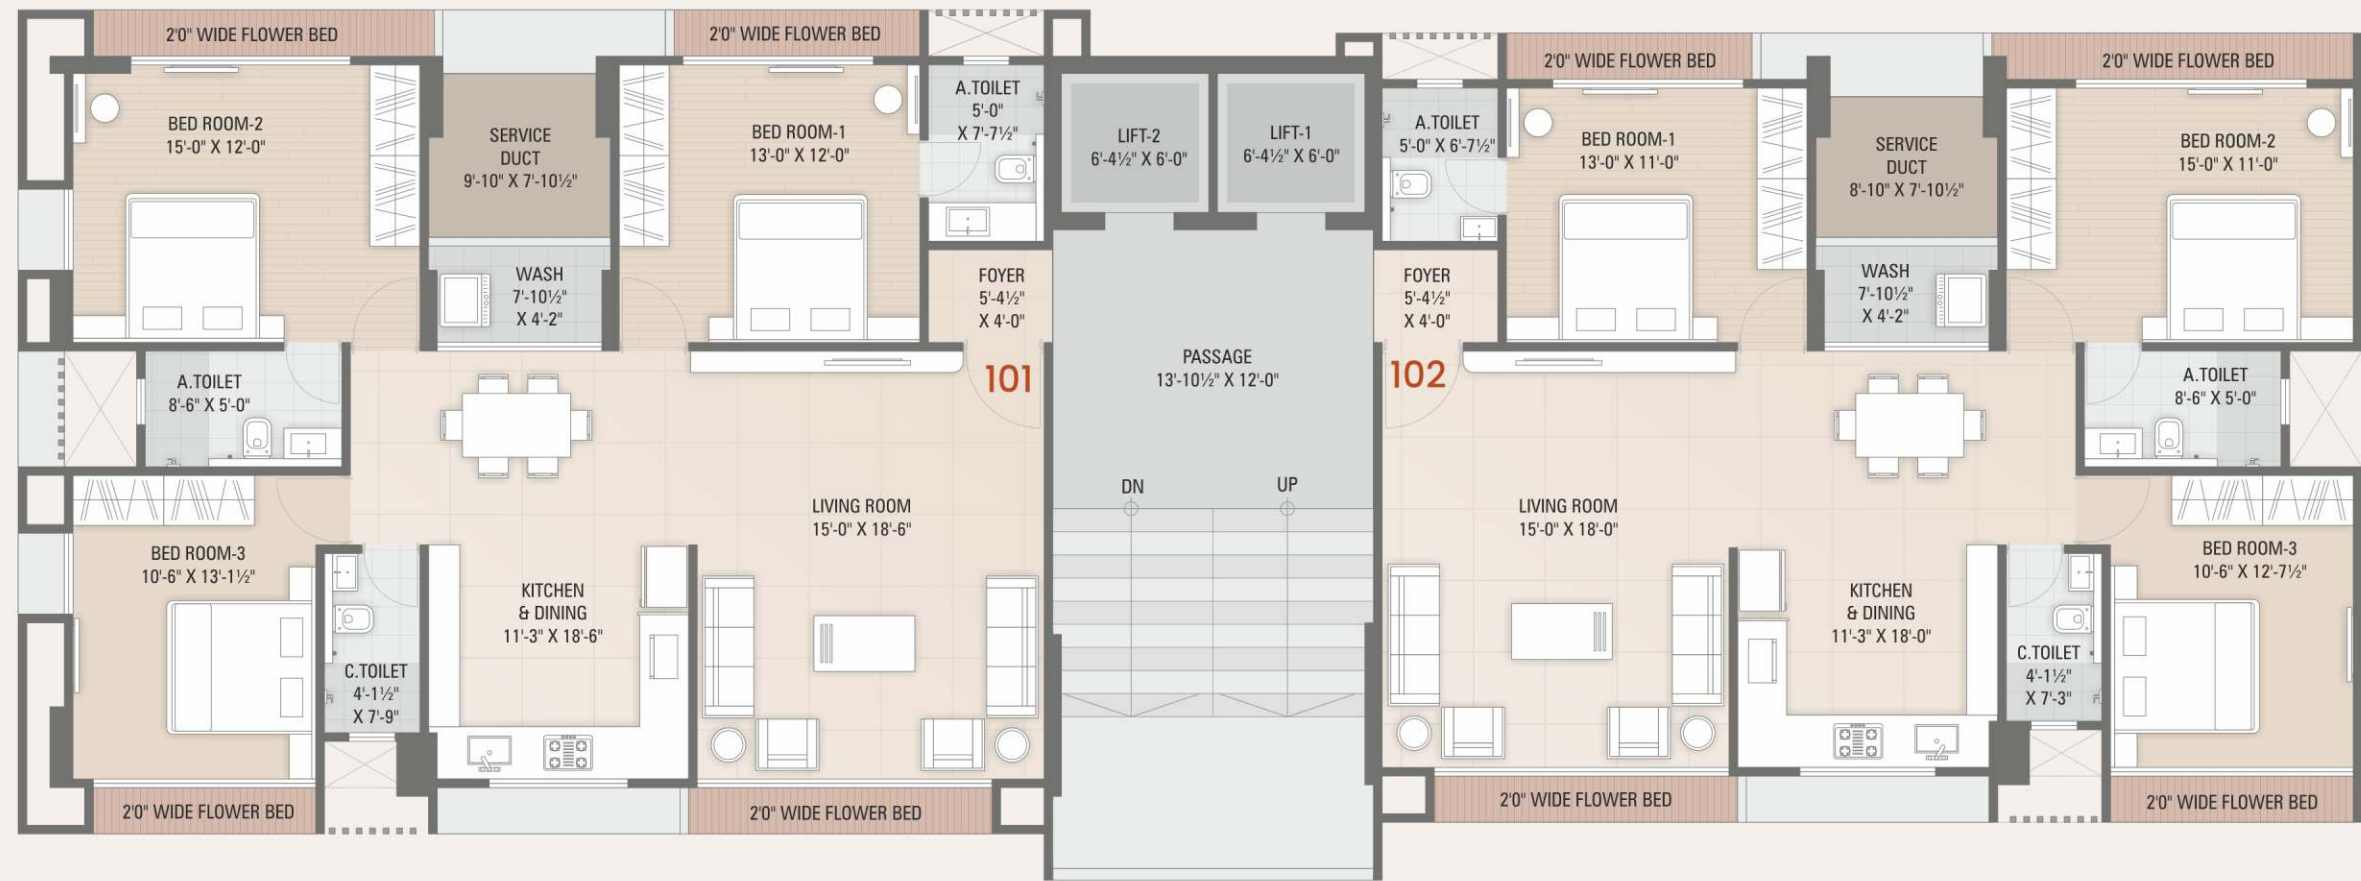 2'0" WIDE FLOWER BED
2'0" WIDE FLOWER BED
BED ROOM-2
15'-0" X 12'-0"
SERVICE
DUCT
9'-10" X 7'-10½"
BED ROOM-1
13'-0" X 12'-0"
A.TOILET
5'-0"
X 7'-7½"
WASH
7'-10½"
X 4'-2"
FOYER
5'-4½"
X 4'-0"
101
A.TOILET
8'-6" X 5'-0"
LIVING ROOM
15'-0" X 18'-6"
BED ROOM-3
10'-6" X 13'-1½"
KITCHEN
& DINING
11'-3" X 18'-6"
C.TOILET
4'-1½"
X 7'-9"
2'0" WIDE FLOWER BED
2'0" WIDE FLOWER BED
LIFT-2
6'-4½" X 6'-0"
LIFT-1
6'-4½" X 6'-0"
PASSAGE
13'-10½" X 12'-0"
DN
UP
2'0" WIDE FLOWER BED
2'0" WIDE FLOWER BED
A.TOILET
5'-0" X 6'-7½"
BED ROOM-1
13'-0" X 11'-0"
SERVICE
DUCT
8'-10" X 7'-10½"
BED ROOM-2
15'-0" X 11'-0"
FOYER
5'-4½"
X 4'-0"
102
WASH
7'-10½"
X 4'-2"
A.TOILET
8'-6" X 5'-0"
LIVING ROOM
15'-0" X 18'-0"
KITCHEN
& DINING
11'-3" X 18'-0"
BED ROOM-3
10'-6" X 12'-7½"
C.TOILET
4'-1½"
X 7'-3"
2'0" WIDE FLOWER BED
2'0" WIDE FLOWER BED